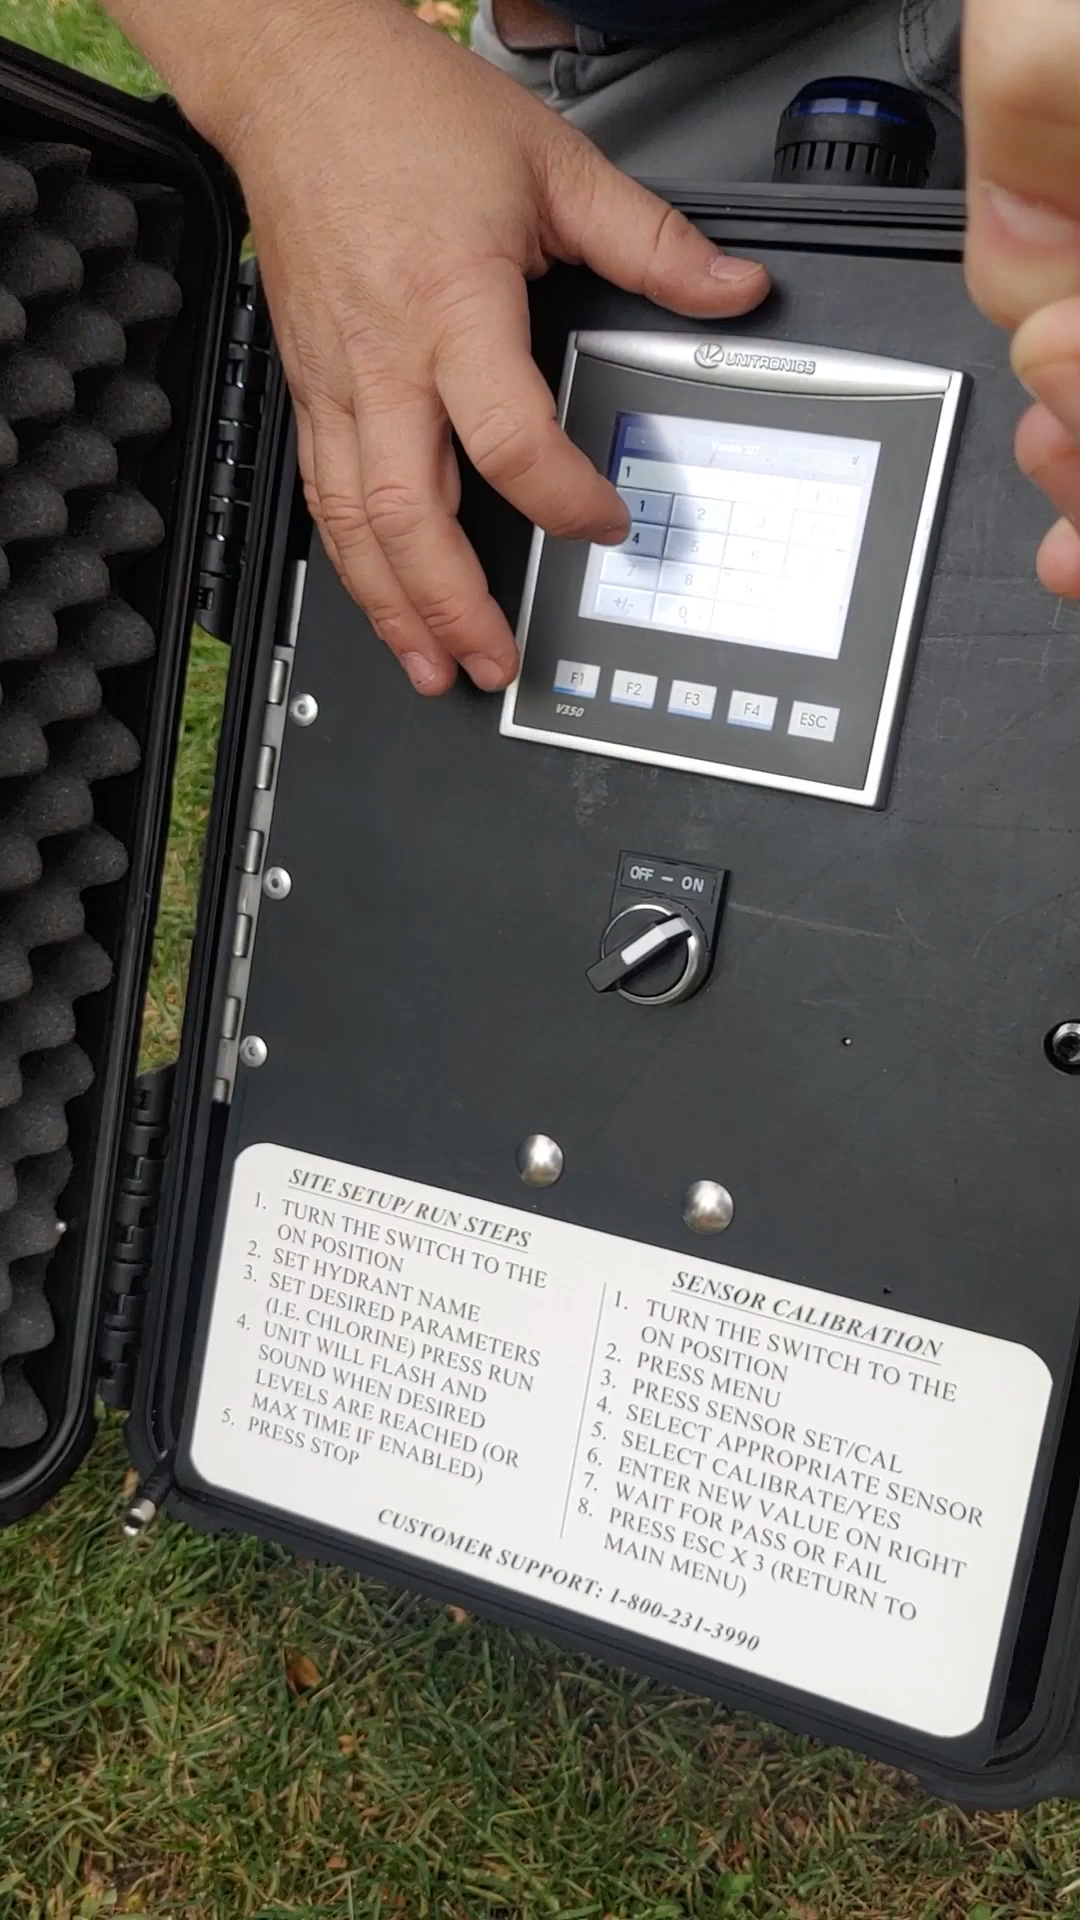 UNITRONICS
1
1 2 3
4 5 6
7 8
+/- 0
F1 F2 F3 F4 ESC
V350
OFF - ON
SITE SETUP/ RUN STEPS
1. TURN THE SWITCH TO THE
ON POSITION
2. SET HYDRANT NAME
3. SET DESIRED PARAMETERS
(I.E. CHLORINE) PRESS RUN
4. UNIT WILL FLASH AND
SOUND WHEN DESIRED
LEVELS ARE REACHED (OR
MAX TIME IF ENABLED)
5. PRESS STOP
SENSOR CALIBRATION
1. TURN THE SWITCH TO THE
ON POSITION
2. PRESS MENU
3. PRESS SENSOR SET/CAL
4. SELECT APPROPRIATE SENSOR
5. SELECT CALIBRATE/YES
6. ENTER NEW VALUE ON RIGHT
7. WAIT FOR PASS OR FAIL
8. PRESS ESC X 3 (RETURN TO
MAIN MENU)
CUSTOMER SUPPORT: 1-800-231-3990